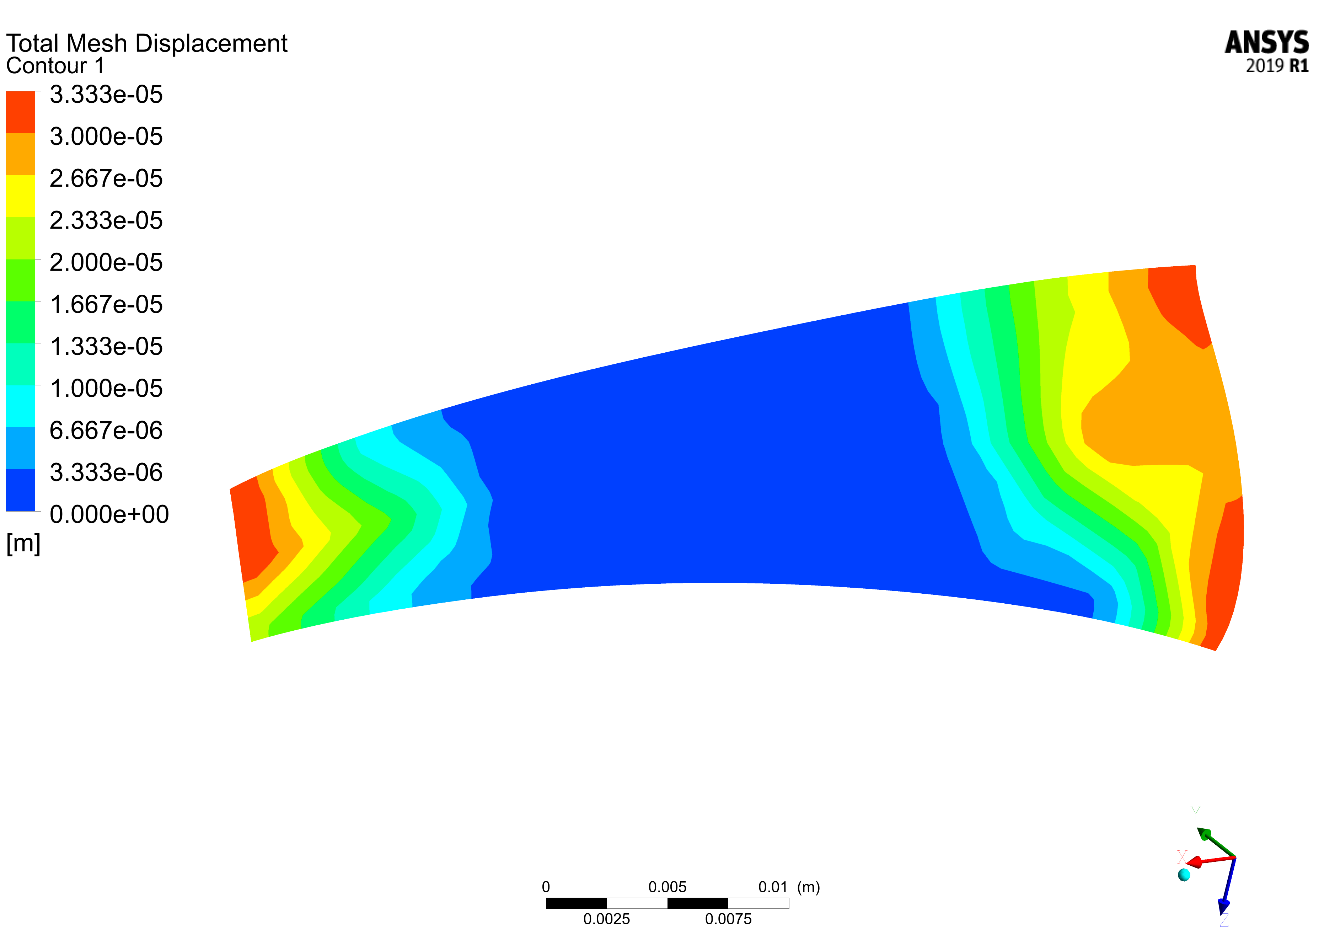 Total Mesh Displacement
Contour 1
3.333e-05
3.000e-05
2.667e-05
2.333e-05
2.000e-05
1.667e-05
1.333e-05
1.000e-05
6.667e-06
3.333e-06
0.000e+00
[m]
ANSYS
2019 R1
0 0.005 0.01 (m)
0.0025 0.0075
Y
X
Z